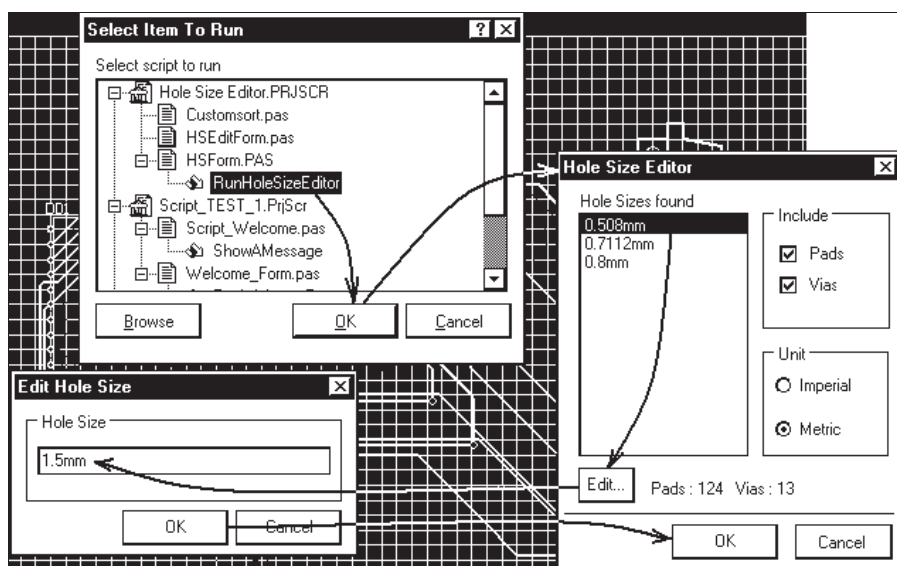 Select Item To Run
Select script to run
Hole Size Editor.PRJSCR
Customsort.pas
HSEditForm.pas
HSForm.PAS
RunHoleSizeEditor
Script_TEST_1.PrjScr
Script_Welcome.pas
ShowAMessage
Welcome_Form.pas
Browse
OK
Cancel
DD1
Hole Size Editor
Hole Sizes found
0.508mm
0.7112mm
0.8mm
Include
Pads
Vias
Unit
Imperial
Metric
Edit...
Pads : 124 Vias : 13
OK
Cancel
Edit Hole Size
Hole Size
1.5mm
OK
Cancel